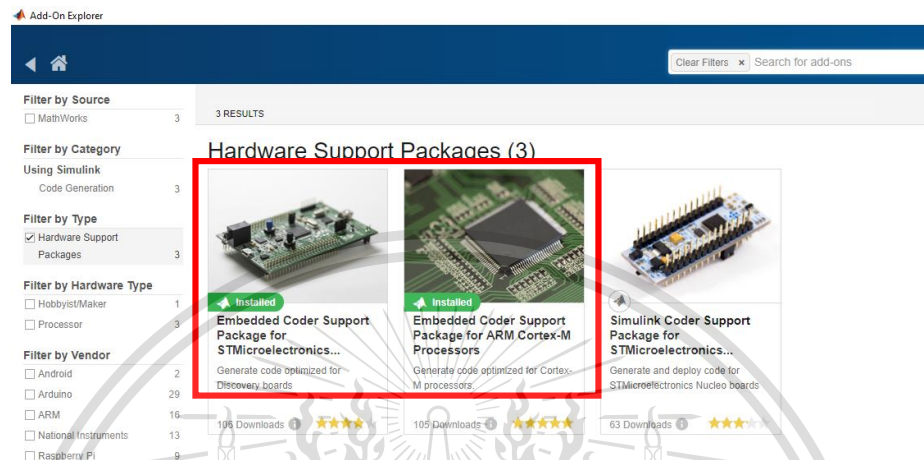 Add-On Explorer
Clear Filters × Search for add-ons
Filter by Source
MathWorks 3
Filter by Category
Using Simulink
Code Generation 3
Filter by Type
Hardware Support
Packages 3
Filter by Hardware Type
Hobbyist/Maker 1
Processor 3
Filter by Vendor
Android 2
Arduino 29
ARM 16
National Instruments 13
Raspberry Pi 9
3 RESULTS
Hardware Support Packages (3)
Installed
Embedded Coder Support
Package for
STMicroelectronics...
Generate code optimized for
Discovery boards
106 Downloads
Installed
Embedded Coder Support
Package for ARM Cortex-M
Processors
Generate code optimized for Cortex-
M processors
105 Downloads
Simulink Coder Support
Package for
STMicroelectronics...
Generate and deploy code for
STMicroelectronics Nucleo boards
63 Downloads